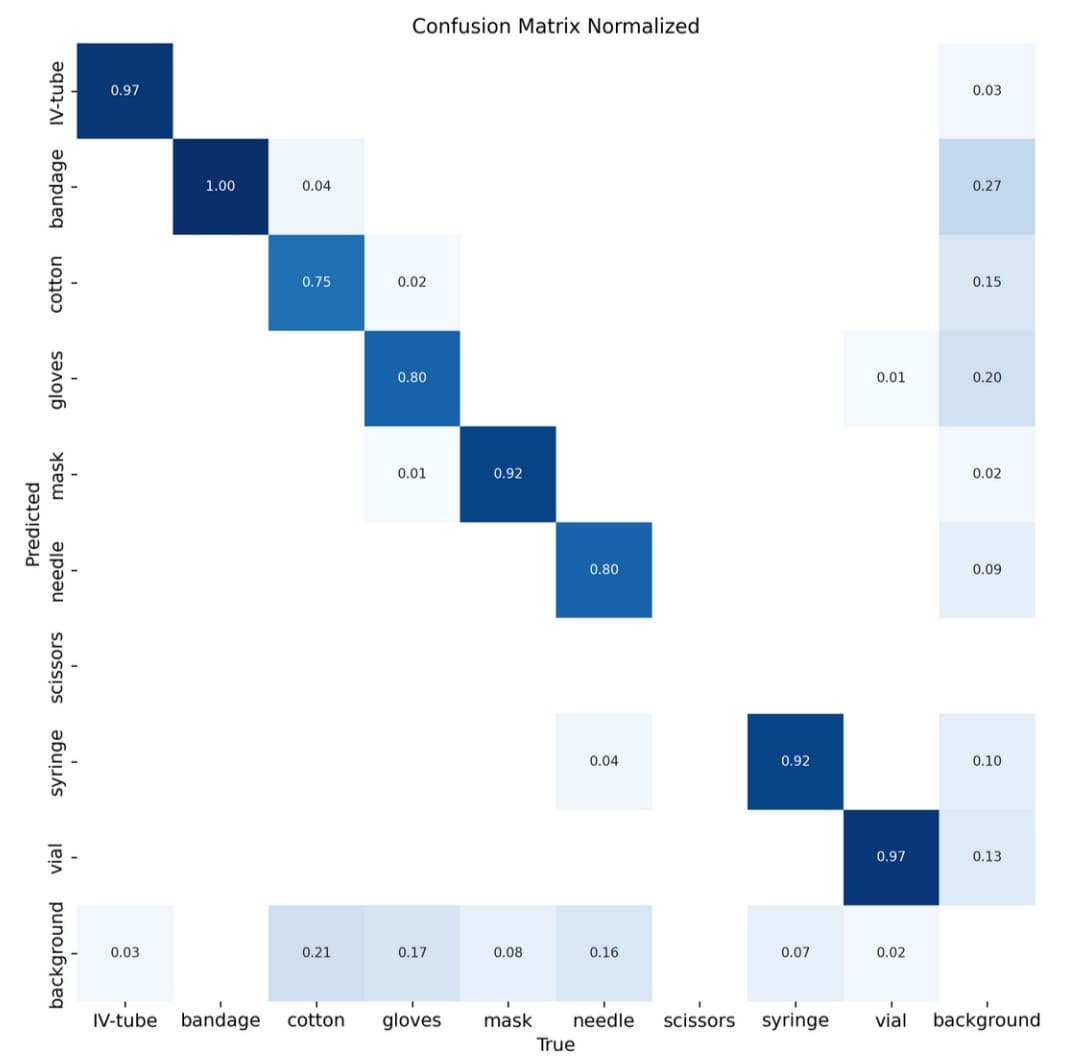 Confusion Matrix Normalized
IV-tube
0.97
0.03
bandage
1.00
0.04
0.27
cotton
0.75
0.02
0.15
gloves
0.80
0.01
0.20
mask
0.01
0.92
0.02
Predicted
needle
0.80
0.09
scissors
syringe
0.04
0.92
0.10
vial
0.97
0.13
background
0.03
0.21
0.17
0.08
0.16
0.07
0.02
IV-tube bandage cotton gloves mask needle scissors syringe vial background
True